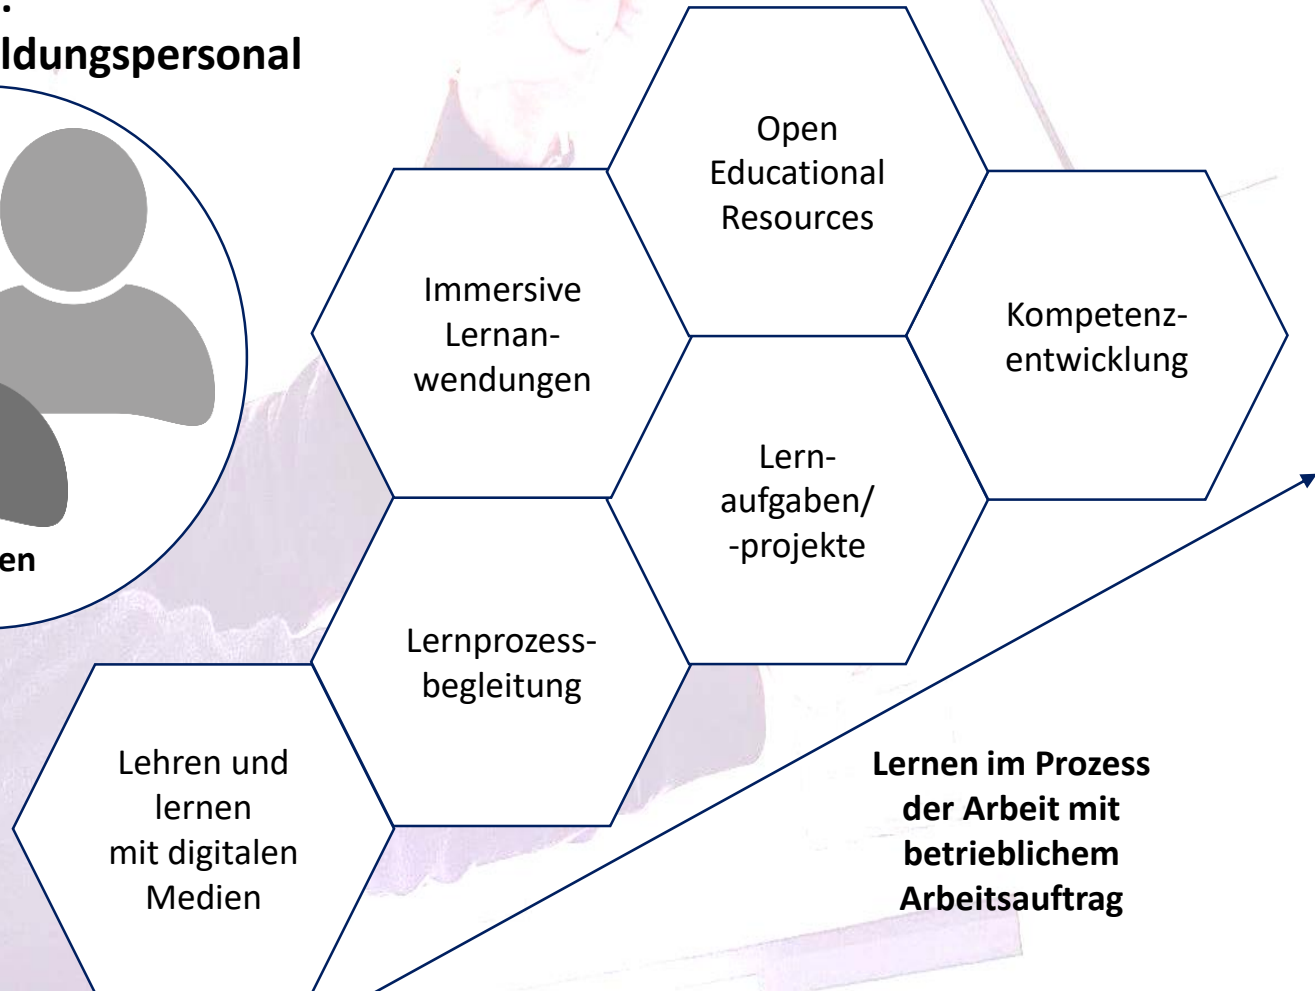 ldungspersonal
en
Open
Educational
Resources
Immersive
Lernan-
wendungen
Kompetenz-
entwicklung
Lern-
aufgaben/
-projekte
Lernprozess-
begleitung
Lehren und
lernen
mit digitalen
Medien
Lernen im Prozess
der Arbeit mit
betrieblichem
Arbeitsauftrag